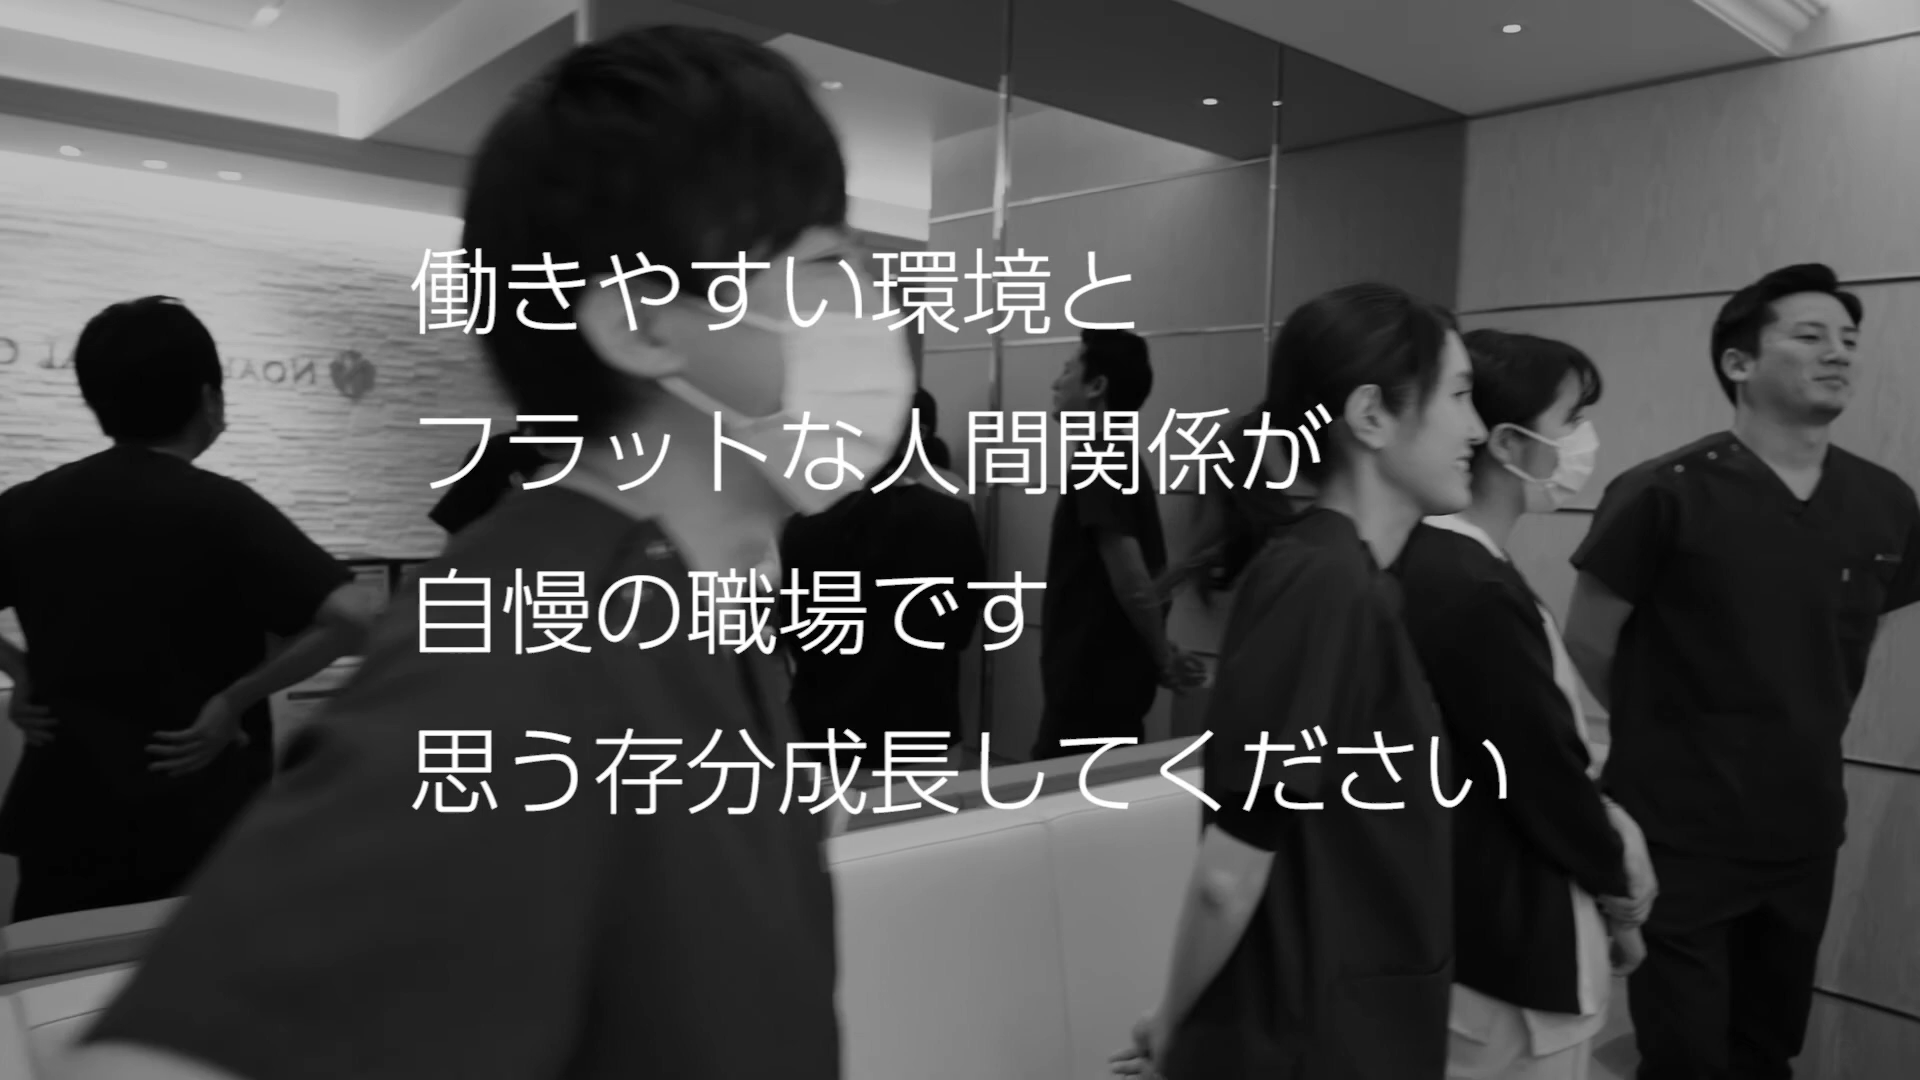 働きやすい環境と
フラットな人間関係が
自慢の職場です
思う存分成長してください